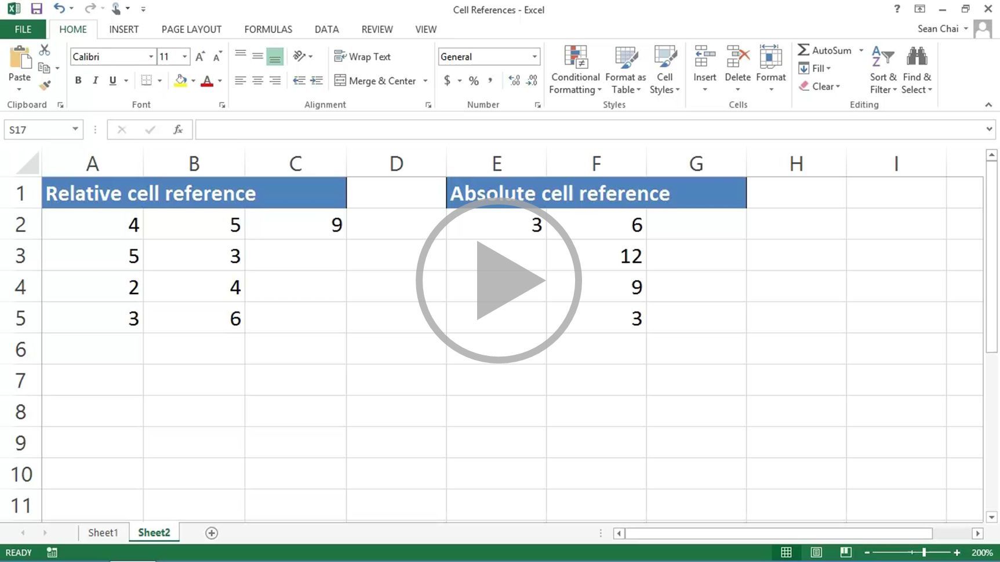 Cell References - Excel
?
FILE HOME INSERT PAGE LAYOUT FORMULAS DATA REVIEW VIEW
Sean Chai
Paste
Clipboard
Calibri 11
A A
B I U A
Font
Wrap Text
Merge & Center
Alignment
General
$ % , .0 .00 .00 .0
Number
Conditional Formatting
Format as Table
Cell Styles
Styles
Insert Delete Format
Cells
AutoSum
Fill
Clear
Sort & Filter
Find & Select
Editing
S17 fx
A B C D E F G H I
1 Relative cell reference Absolute cell reference
2 4 5 9 3 6
3 5 3 12
4 2 4 9
5 3 6 3
6
7
8
9
10
11
Sheet1 Sheet2
READY 200%